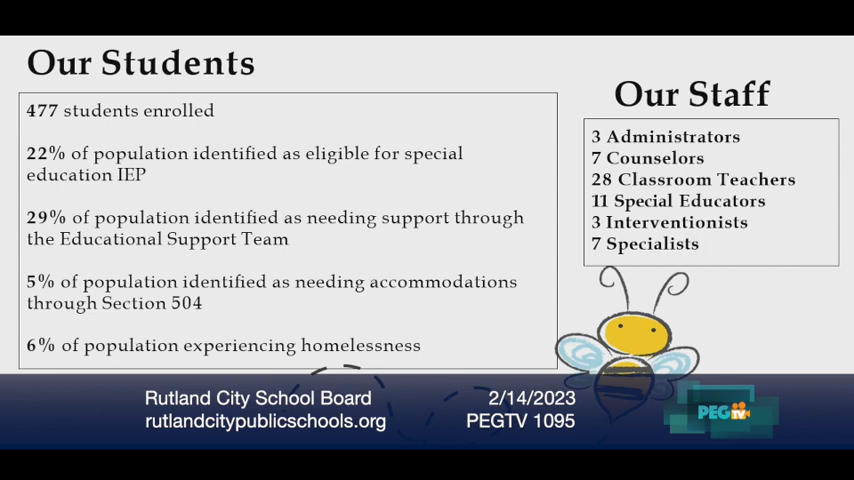 Our Students
477 students enrolled
22% of population identified as eligible for special
education IEP
29% of population identified as needing support through
the Educational Support Team
5% of population identified as needing accommodations
through Section 504
6% of population experiencing homelessness
Our Staff
3 Administrators
7 Counselors
28 Classroom Teachers
11 Special Educators
3 Interventionists
7 Specialists
Rutland City School Board
rutlandcitypublicschools.org
2/14/2023
PEGTV 1095
PEGTV